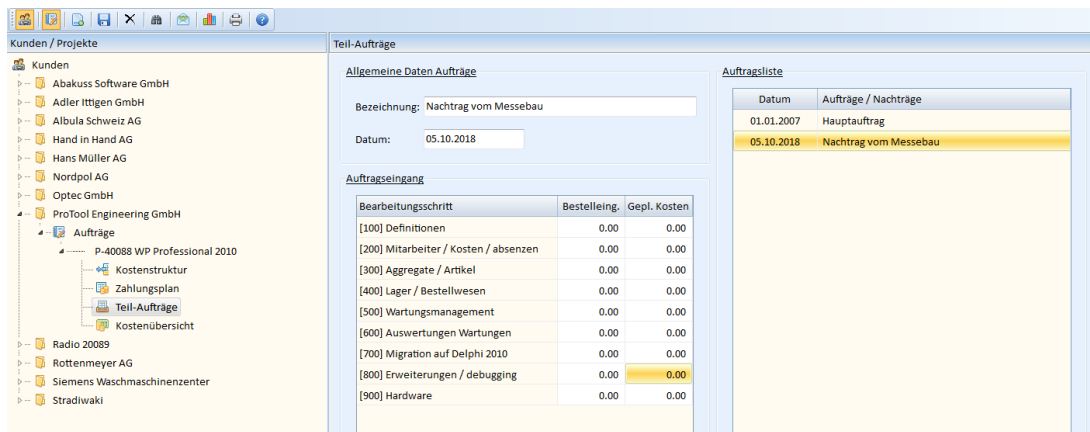 Kunden / Projekte
Kunden
Abakuss Software GmbH
Adler Ittigen GmbH
Albula Schweiz AG
Hand in Hand AG
Hans Müller AG
Nordpol AG
Optec GmbH
ProTool Engineering GmbH
Aufträge
P-40088 WP Professional 2010
Kostenstruktur
Zahlungsplan
Teil-Aufträge
Kostenübersicht
Radio 20089
Rottenmeyer AG
Siemens Waschmaschinenzenter
Stradiwaki
Teil-Aufträge
Allgemeine Daten Aufträge
Bezeichnung: Nachtrag vom Messebau
Datum: 05.10.2018
Auftragseingang
Bearbeitungsschritt Bestelleing. Gepl. Kosten
[100] Definitionen 0.00 0.00
[200] Mitarbeiter / Kosten / absenzen 0.00 0.00
[300] Aggregate / Artikel 0.00 0.00
[400] Lager / Bestellwesen 0.00 0.00
[500] Wartungsmanagement 0.00 0.00
[600] Auswertungen Wartungen 0.00 0.00
[700] Migration auf Delphi 2010 0.00 0.00
[800] Erweiterungen / debugging 0.00 0.00
[900] Hardware 0.00 0.00
Auftragsliste
Datum Aufträge / Nachträge
01.01.2007 Hauptauftrag
05.10.2018 Nachtrag vom Messebau